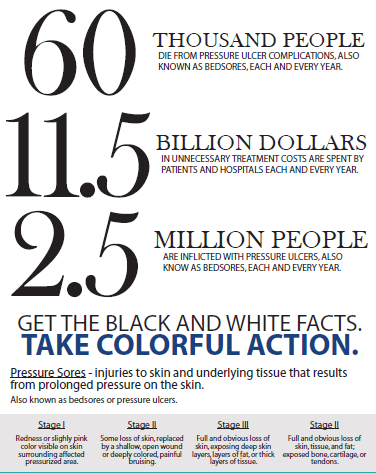 60
THOUSAND PEOPLE
DIE FROM PRESSURE ULCER COMPLICATIONS, ALSO
KNOWN AS BEDSORES, EACH AND EVERY YEAR.
11.5
BILLION DOLLARS
IN UNNECESSARY TREATMENT COSTS ARE SPENT BY
PATIENTS AND HOSPITALS EACH AND EVERY YEAR.
2.5
MILLION PEOPLE
ARE INFLICTED WITH PRESSURE ULCERS, ALSO
KNOW AS BEDSORES, EACH AND EVERY YEAR.
GET THE BLACK AND WHITE FACTS.
TAKE COLORFUL ACTION.
Pressure Sores - injuries to skin and underlying tissue that results
from prolonged pressure on the skin.
Also known as bedsores or pressure ulcers.
Stage I
Redness or slighly pink
color visible on skin
surrounding affected
pressurized area.
Stage II
Some loss of skin, replaced
by a shallow, open wound
or deeply colored, painful
bruising.
Stage III
Full and obvious loss of
skin, exposing deep skin
layers, layers of fat, or thick
layers of tissue.
Stage II
Full and obvious loss of
skin, tissue, and fat;
exposed bone, cartilage, or
tendons.